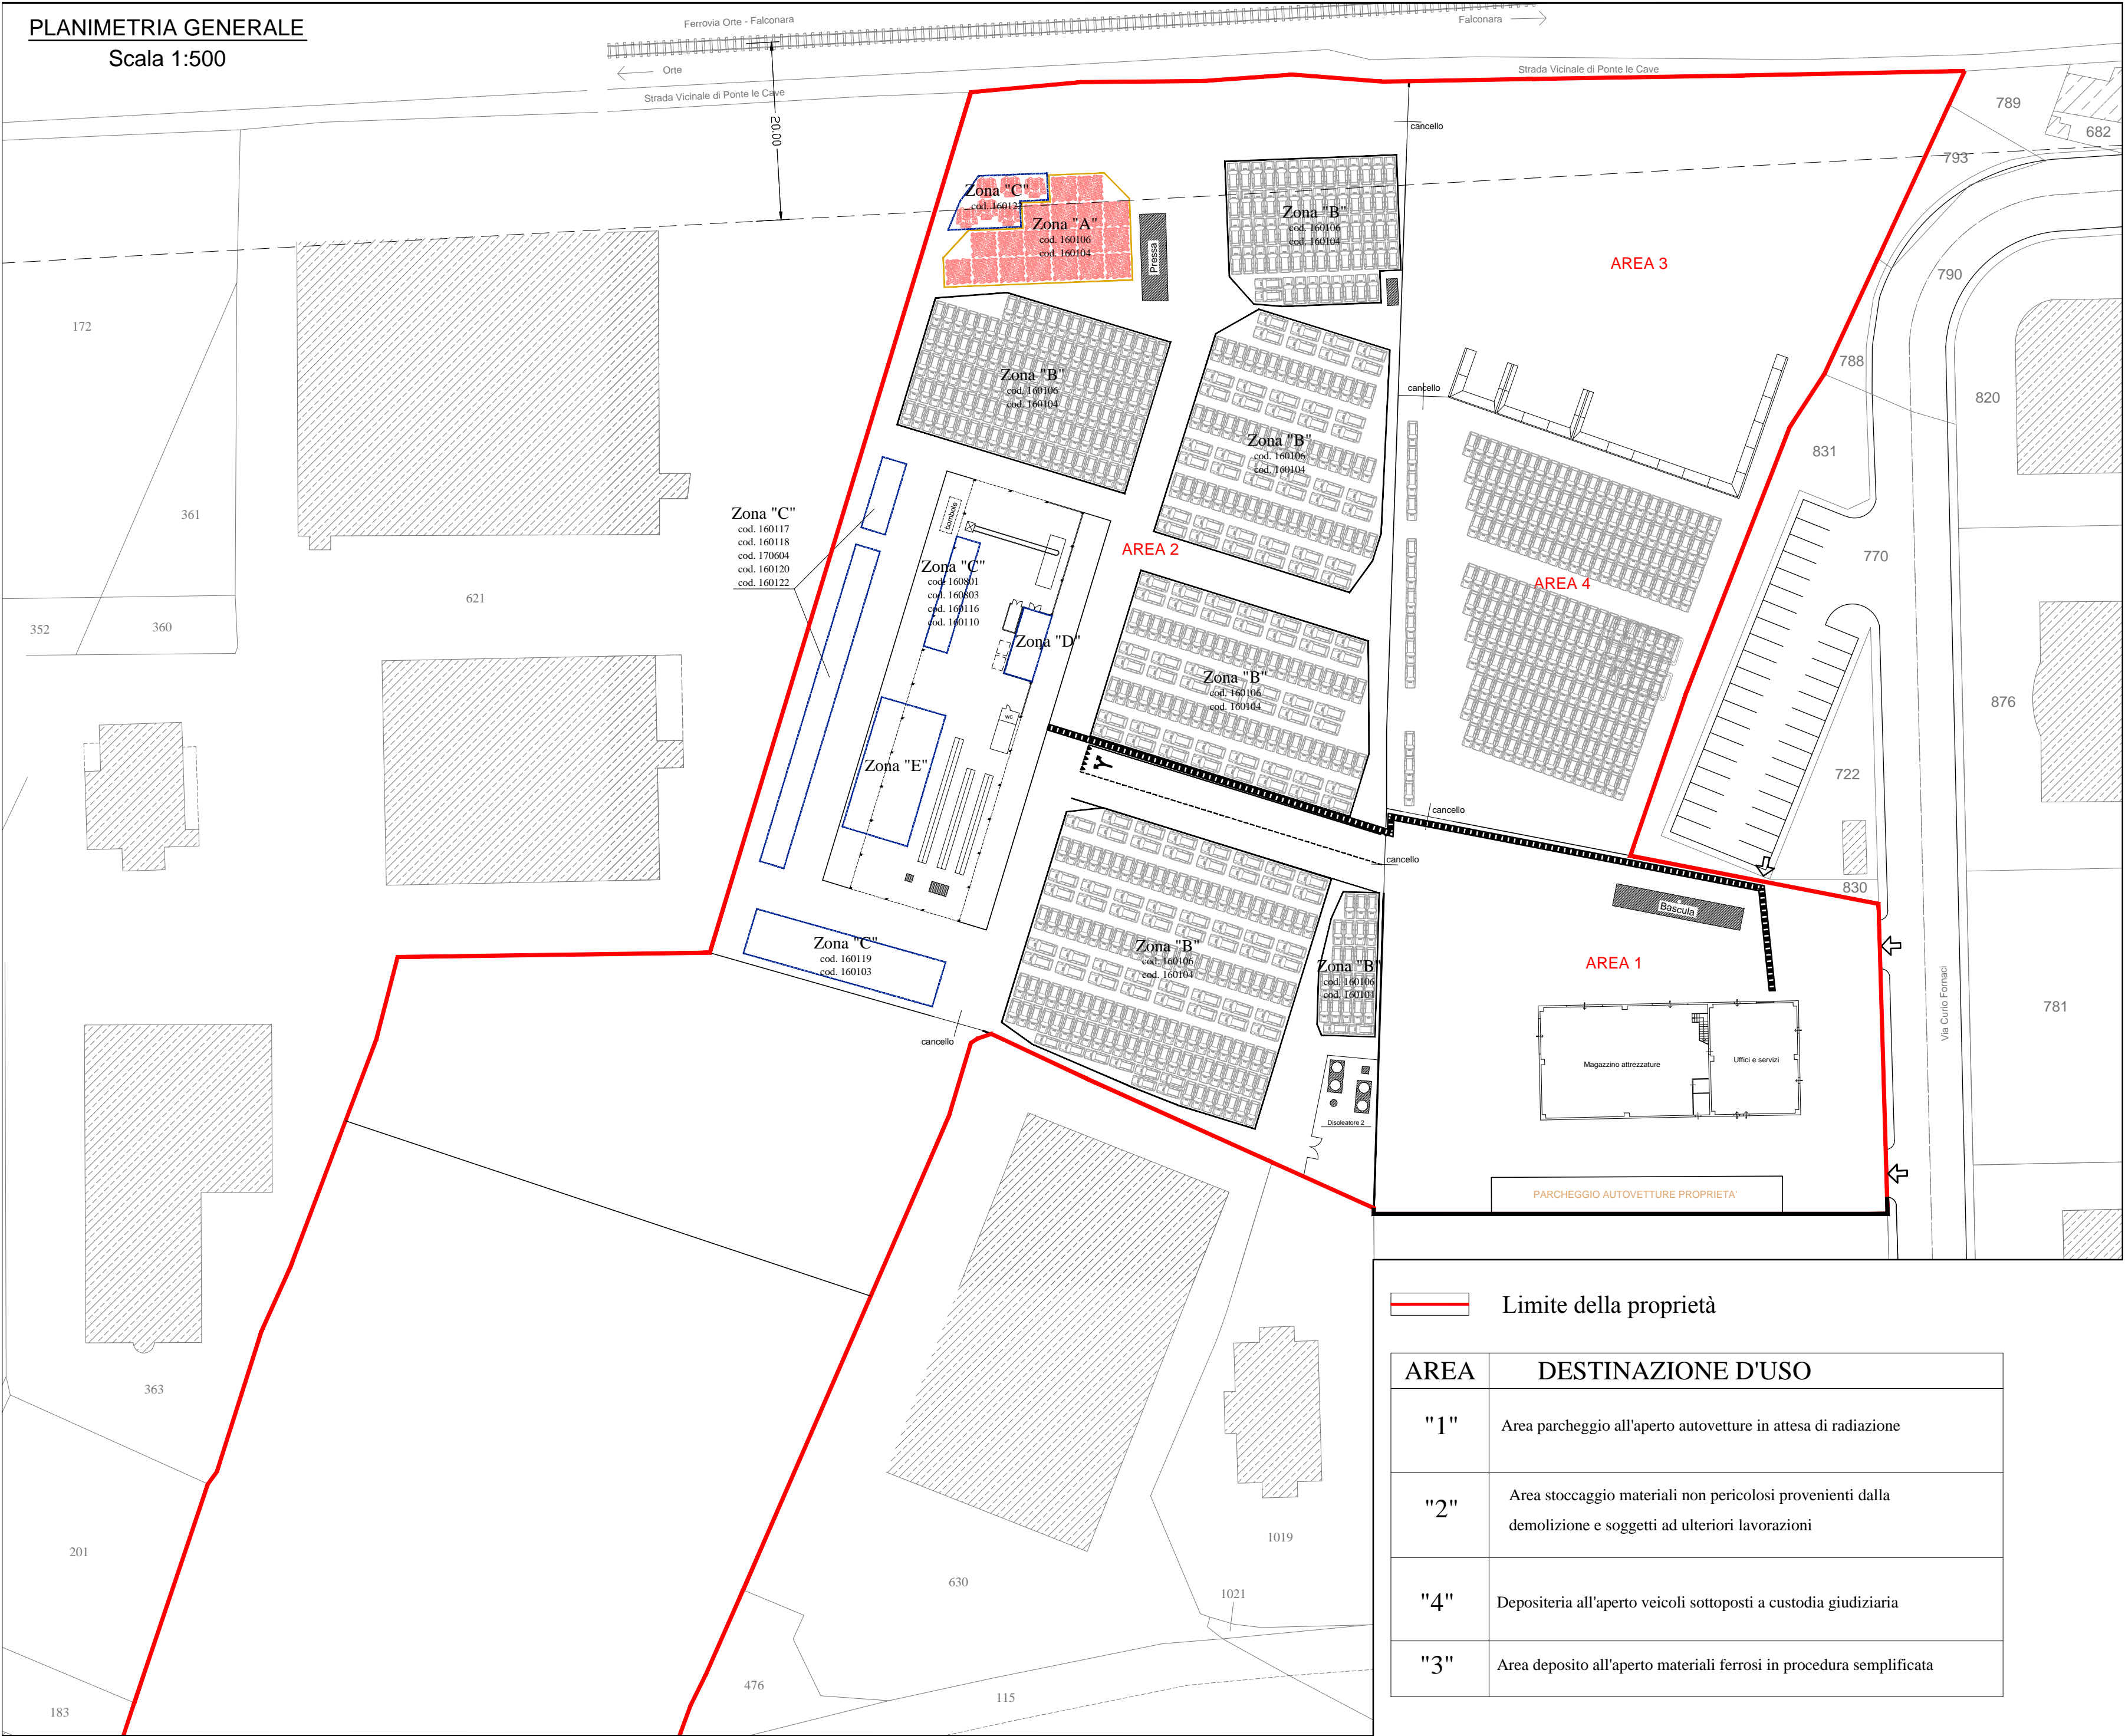 PLANIMETRIA GENERALE
Scala 1:500
Ferrovia Orte - Falconara
Falconara
Orte
Strada Vicinale di Ponte le Cave
Strada Vicinale di Ponte le Cave
20.00
cancello
789
682
793
790
788
820
831
770
876
722
830
781
Via Curio Fornaci
172
361
352
360
621
363
201
183
476
115
630
1019
1021
Zona "C"
cod. 160122
Zona "A"
cod. 160106
cod. 160104
Pressa
Zona "B"
cod. 160106
cod. 160104
AREA 3
Zona "B"
cod. 160106
cod. 160104
Zona "B"
cod. 160106
cod. 160104
cancello
Zona "C"
cod. 160117
cod. 160118
cod. 170604
cod. 160120
cod. 160122
bombole
Zona "C"
cod. 160801
cod. 160803
cod. 160116
cod. 160110
Zona "D"
wc
Zona "E"
AREA 2
AREA 4
Zona "B"
cod. 160106
cod. 160104
cancello
cancello
Zona "C"
cod. 160119
cod. 160103
cancello
Zona "B"
cod. 160106
cod. 160104
Zona "B"
cod. 160106
cod. 160104
Disoleatore 2
Bascula
AREA 1
Magazzino attrezzature
Uffici e servizi
PARCHEGGIO AUTOVETTURE PROPRIETA'
Limite della proprietà
AREA DESTINAZIONE D'USO
"1" Area parcheggio all'aperto autovetture in attesa di radiazione
"2" Area stoccaggio materiali non pericolosi provenienti dalla
demolizione e soggetti ad ulteriori lavorazioni
"4" Depositeria all'aperto veicoli sottoposti a custodia giudiziaria
"3" Area deposito all'aperto materiali ferrosi in procedura semplificata